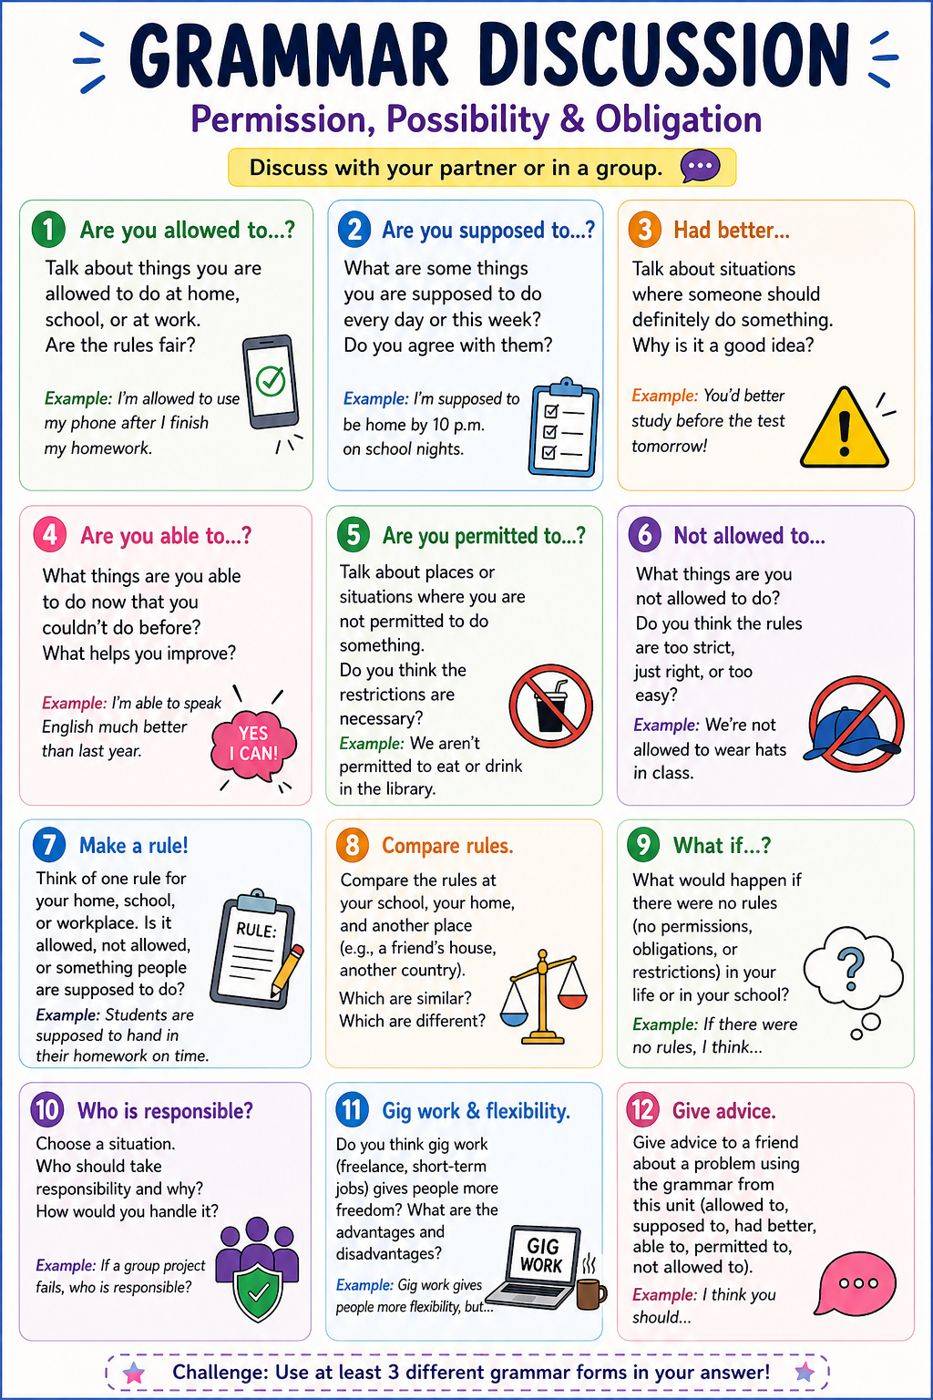 GRAMMAR DISCUSSION
Permission, Possibility & Obligation
Discuss with your partner or in a group.
1 Are you allowed to...?
Talk about things you are
allowed to do at home,
school, or at work.
Are the rules fair?
Example: I'm allowed to use
my phone after I finish
my homework.
2 Are you supposed to...?
What are some things
you are supposed to do
every day or this week?
Do you agree with them?
Example: I'm supposed to
be home by 10 p.m.
on school nights.
3 Had better...
Talk about situations
where someone should
definitely do something.
Why is it a good idea?
Example: You'd better
study before the test
tomorrow!
4 Are you able to...?
What things are you able
to do now that you
couldn't do before?
What helps you improve?
Example: I'm able to speak
English much better
than last year.
YES
I CAN!
5 Are you permitted to...?
Talk about places or
situations where you are
not permitted to do
something.
Do you think the
restrictions are
necessary?
Example: We aren't
permitted to eat or drink
in the library.
6 Not allowed to...
What things are you
not allowed to do?
Do you think the rules
are too strict,
just right, or too
easy?
Example: We're not
allowed to wear hats
in class.
7 Make a rule!
Think of one rule for
your home, school,
or workplace. Is it
allowed, not allowed,
or something people
are supposed to do?
Example: Students are
supposed to hand in
their homework on time.
RULE:
8 Compare rules.
Compare the rules at
your school, your home,
and another place
(e.g., a friend's house,
another country).
Which are similar?
Which are different?
9 What if...?
What would happen if
there were no rules
(no permissions,
obligations, or
restrictions) in your
life or in your school?
Example: If there were
no rules, I think...
?
10 Who is responsible?
Choose a situation.
Who should take
responsibility and why?
How would you handle it?
Example: If a group project
fails, who is responsible?
11 Gig work & flexibility.
Do you think gig work
(freelance, short-term
jobs) gives people more
freedom? What are the
advantages and
disadvantages?
Example: Gig work gives
people more flexibility, but...
GIG
WORK
12 Give advice.
Give advice to a friend
about a problem using
the grammar from
this unit (allowed to,
supposed to, had better,
able to, permitted to,
not allowed to).
Example: I think you
should...
Challenge: Use at least 3 different grammar forms in your answer!